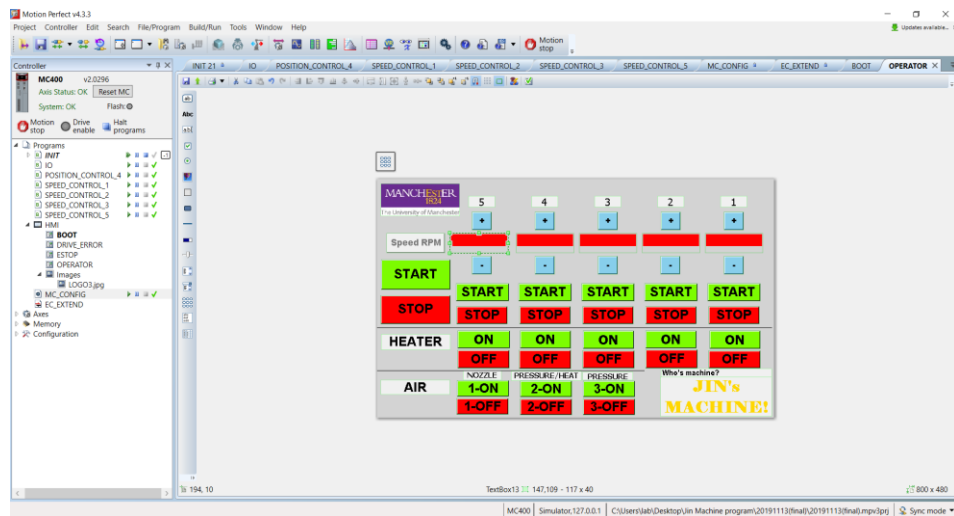 Motion Perfect v4.3.3
Project Controller Edit Search File/Program Build/Run Tools Window Help
Updates available...
Motion stop
Controller
INIT 21 IO POSITION_CONTROL_4 SPEED_CONTROL_1 SPEED_CONTROL_2 SPEED_CONTROL_3 SPEED_CONTROL_5 MC_CONFIG EC_EXTEND BOOT OPERATOR
MC400 v2.0296
Axis Status: OK Reset MC
System: OK Flash:
Motion stop Drive enable Halt programs
Programs
INIT
IO
POSITION_CONTROL_4
SPEED_CONTROL_1
SPEED_CONTROL_2
SPEED_CONTROL_3
SPEED_CONTROL_5
HMI
BOOT
DRIVE_ERROR
ESTOP
OPERATOR
Images
LOGO3.jpg
MC_CONFIG
EC_EXTEND
Axes
Memory
Configuration
Abc
MANCHESTER
1824
The University of Manchester
5 4 3 2 1
+ + + + +
Speed RPM
- - - - -
START
START START START START START
STOP
STOP STOP STOP STOP STOP
HEATER
ON ON ON ON ON
OFF OFF OFF OFF OFF
NOZZLE PRESSURE/HEAT PRESSURE
AIR
1-ON 2-ON 3-ON
1-OFF 2-OFF 3-OFF
Who's machine?
JIN's
MACHINE!
194, 10
TextBox13 147,109 - 117 x 40
800 x 480
MC400 Simulator,127.0.0.1 C:\Users\lab\Desktop\Jin Machine program\20191113(final)\20191113(final).mpv3prj Sync mode